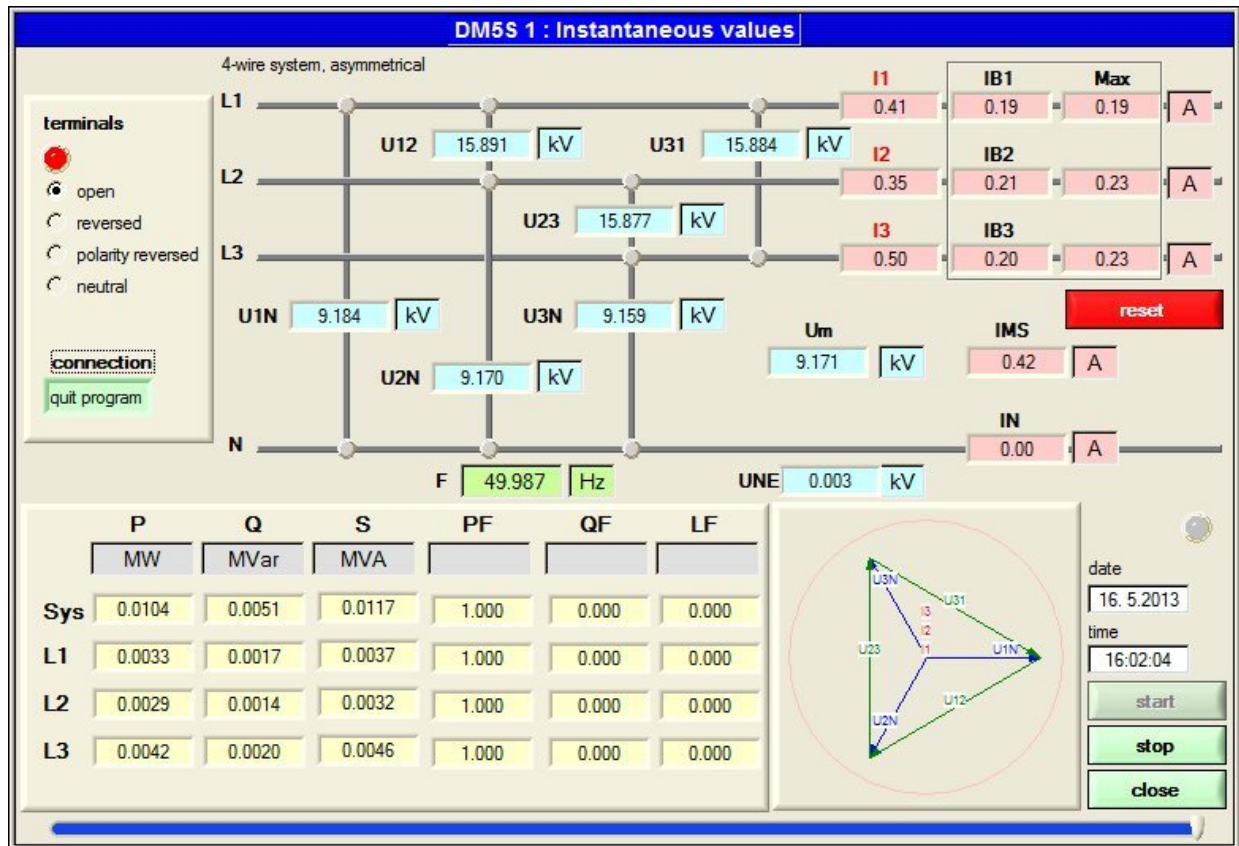 DM5S 1 : Instantaneous values
4-wire system, asymmetrical
terminals
open
reversed
polarity reversed
neutral
connection
quit program
L1
I1
0.41
IB1
0.19
Max
0.19
A
U12 15.891 kV
U31 15.884 kV
L2
I2
0.35
IB2
0.21
0.23
A
U23 15.877 kV
L3
I3
0.50
IB3
0.20
0.23
A
reset
U1N 9.184 kV
U3N 9.159 kV
Um
9.171 kV
IMS
0.42 A
U2N 9.170 kV
IN
0.00 A
N
F 49.987 Hz
UNE 0.003 kV
P Q S PF QF LF
MW MVar MVA
Sys 0.0104 0.0051 0.0117 1.000 0.000 0.000
L1 0.0033 0.0017 0.0037 1.000 0.000 0.000
L2 0.0029 0.0014 0.0032 1.000 0.000 0.000
L3 0.0042 0.0020 0.0046 1.000 0.000 0.000
U3N
U31
I3
I2
I1
U23
U1N
U12
U2N
date
16. 5.2013
time
16:02:04
start
stop
close